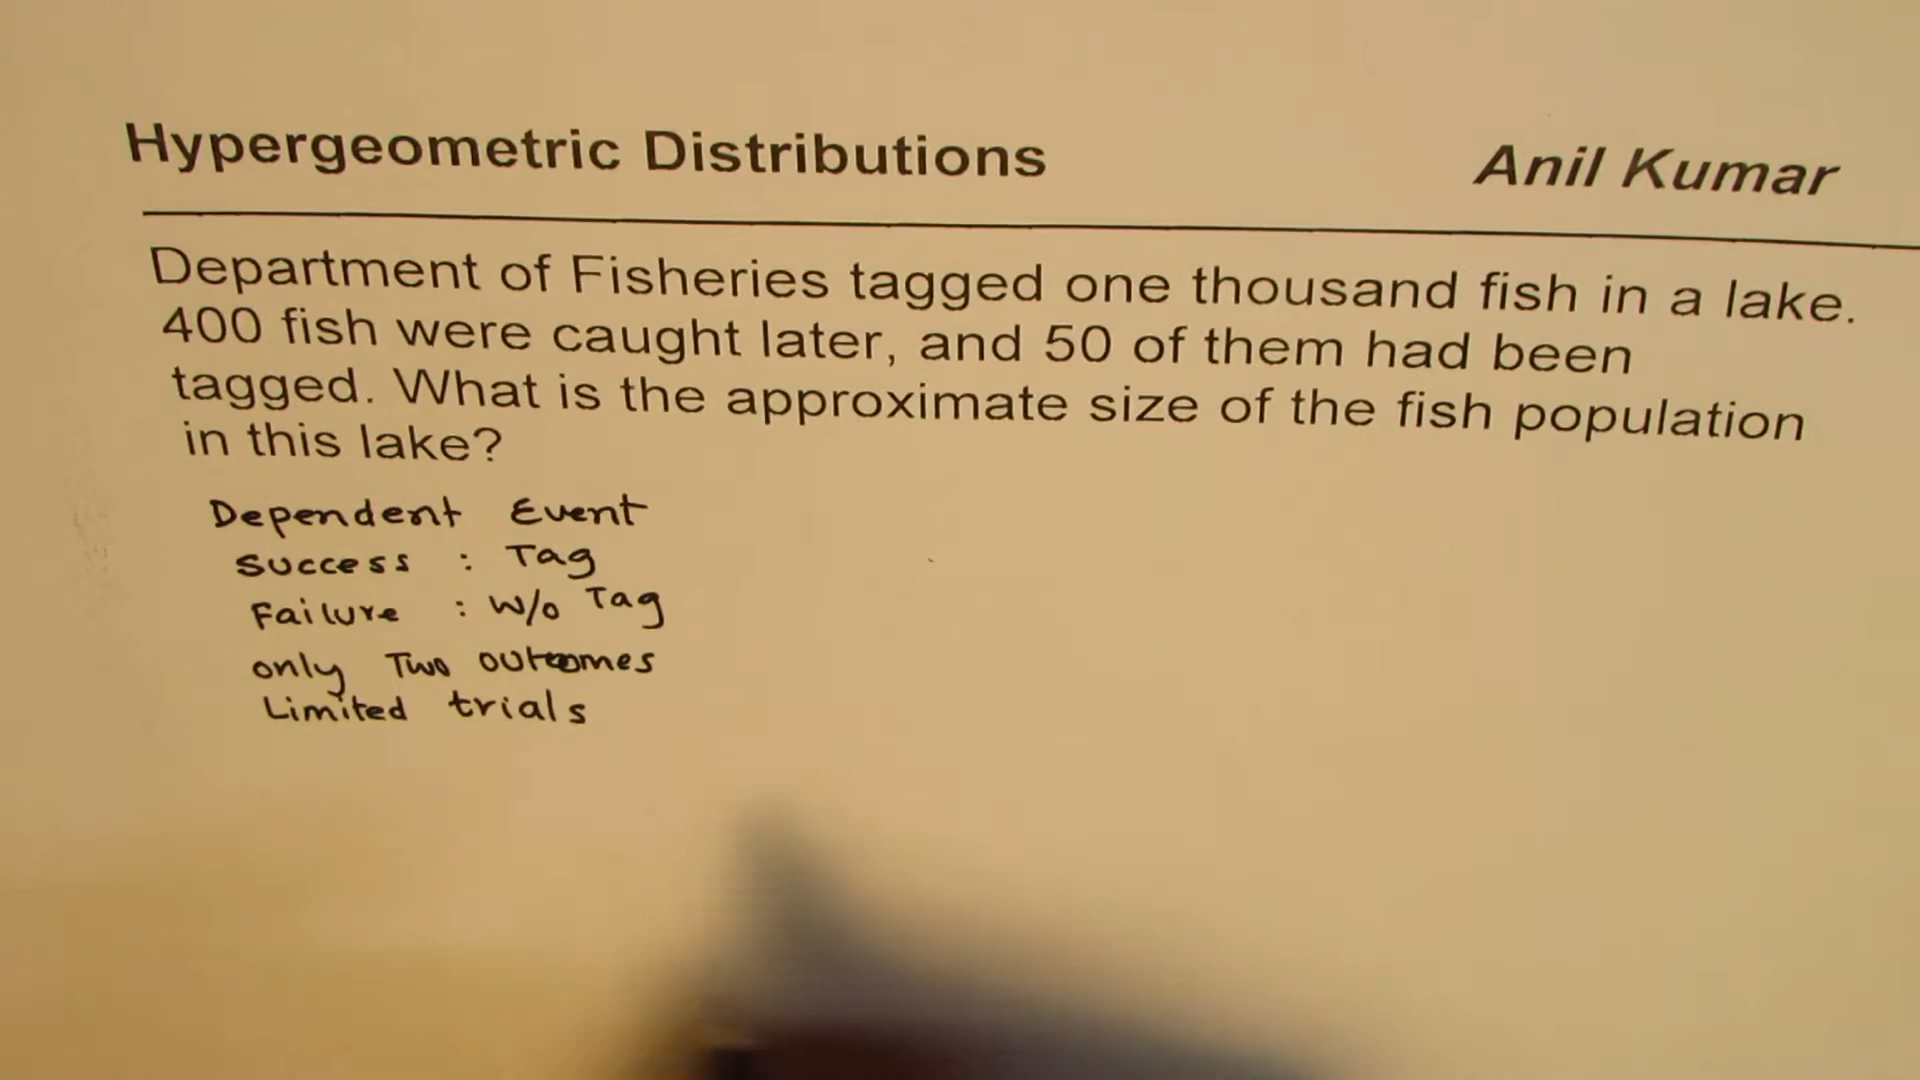 Hypergeometric Distributions
Anil Kumar
Department of Fisheries tagged one thousand fish in a lake.
400 fish were caught later, and 50 of them had been
tagged. What is the approximate size of the fish population
in this lake?
Dependent Event
Success : Tag
Failure : w/o Tag
only Two outcomes
Limited trials